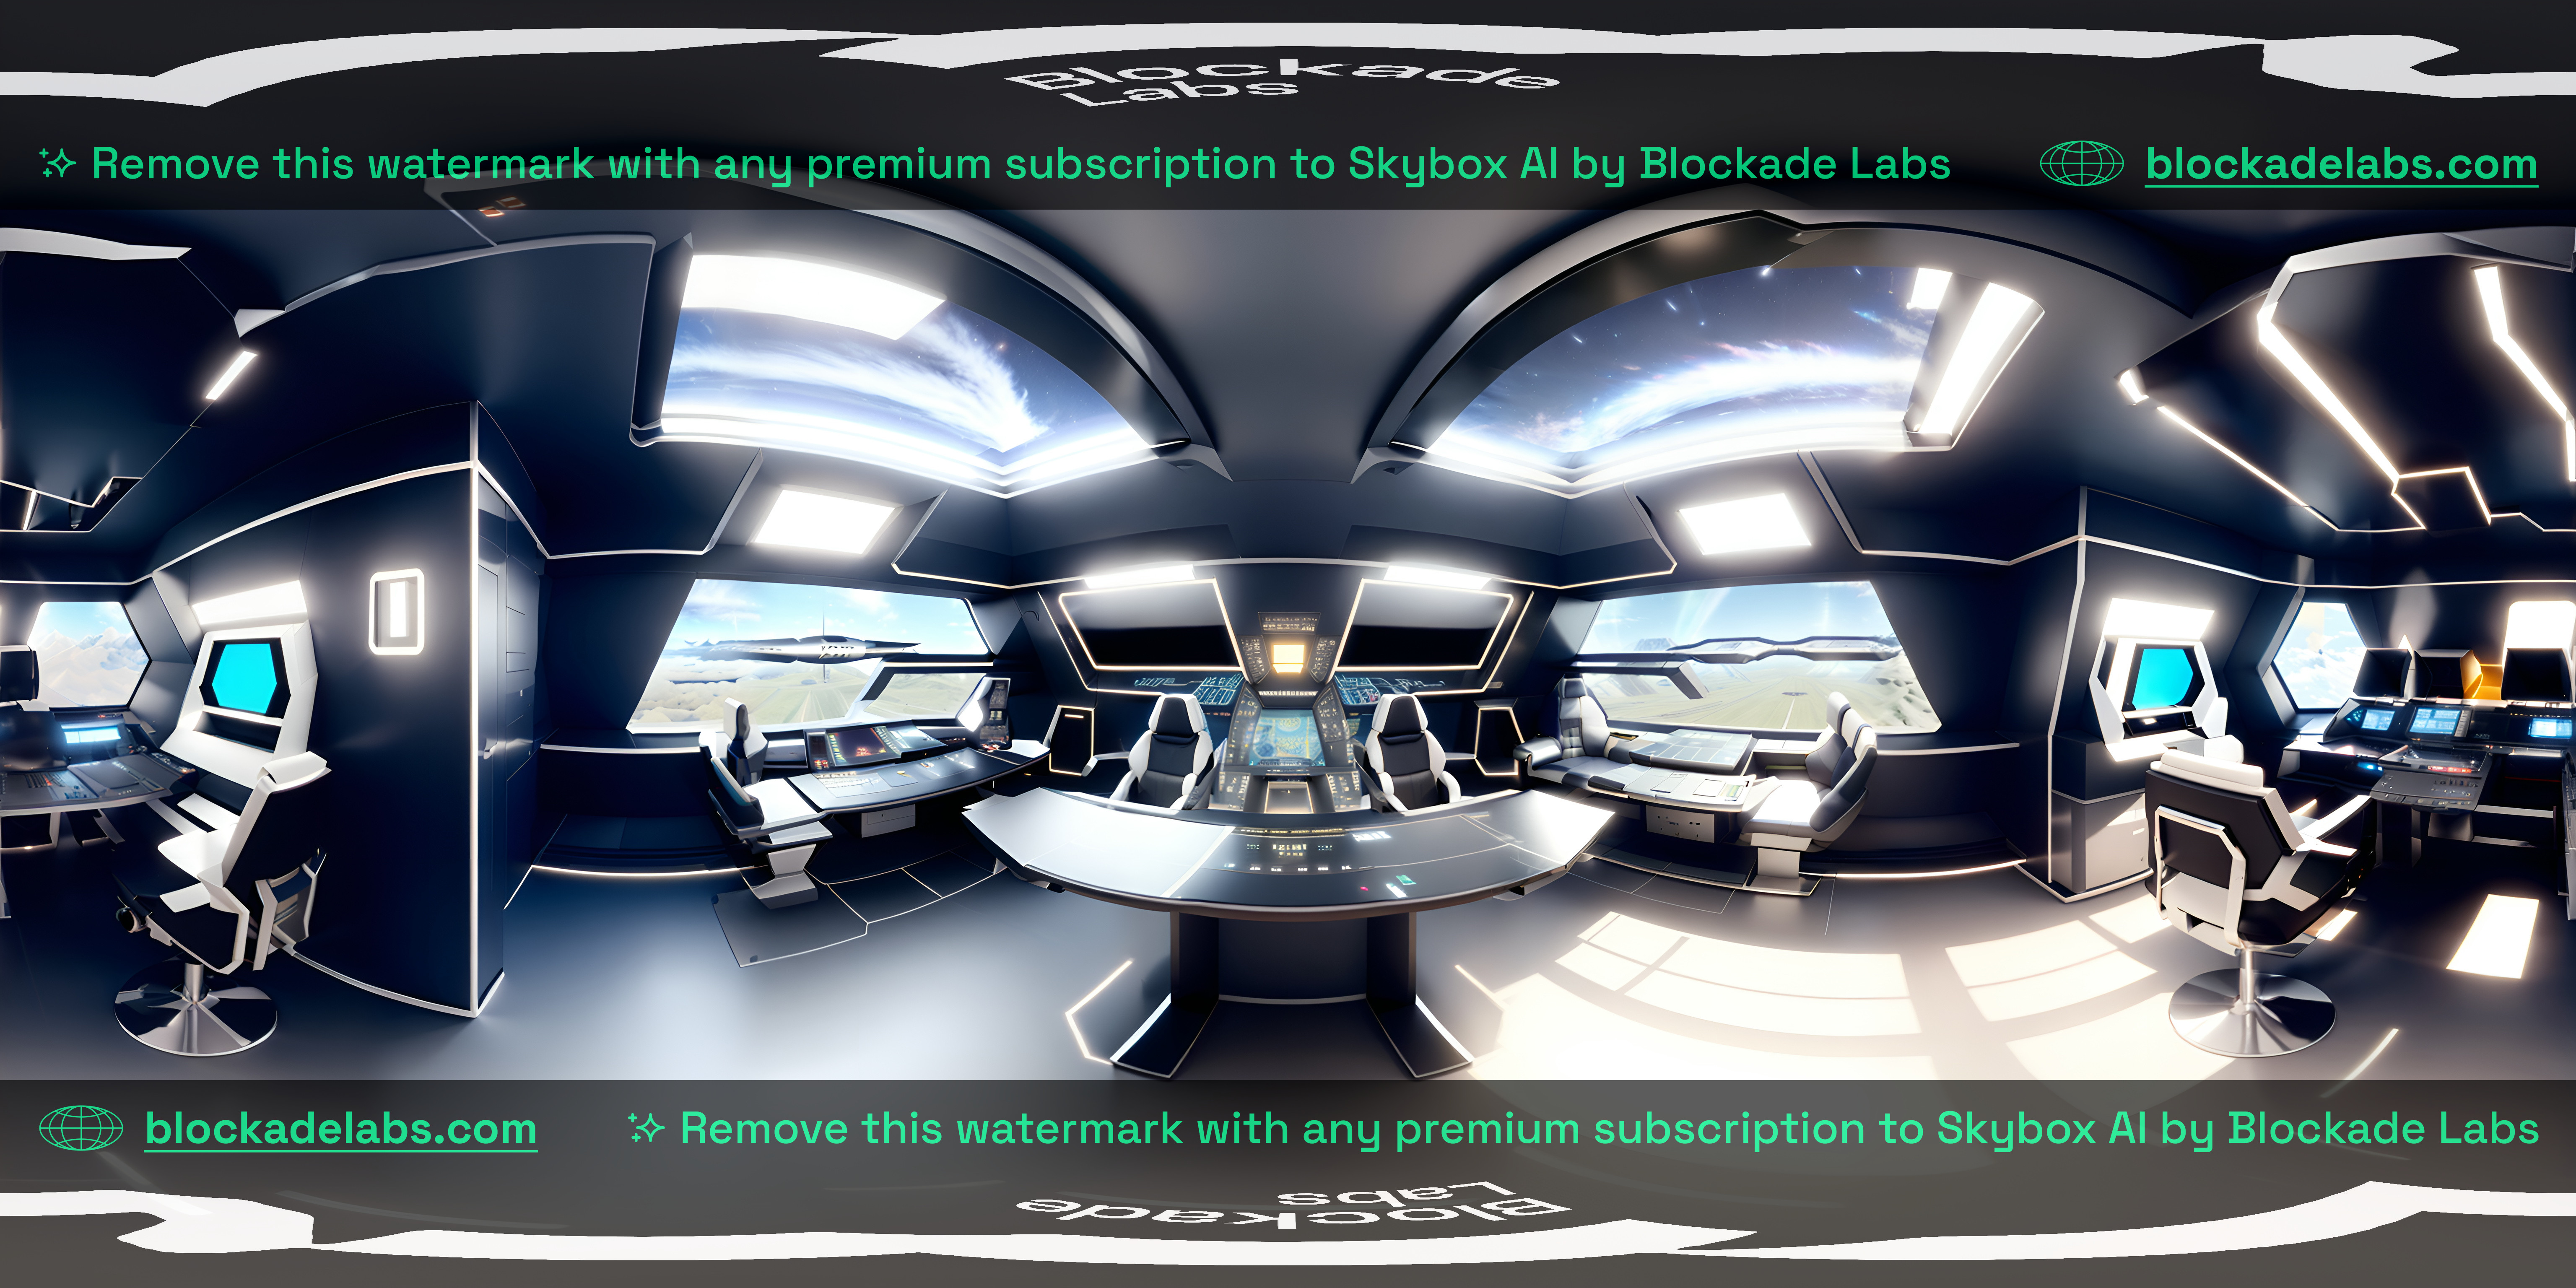 Blockade
Labs
Remove this watermark with any premium subscription to Skybox AI by Blockade Labs
blockadelabs.com
blockadelabs.com
Remove this watermark with any premium subscription to Skybox AI by Blockade Labs
Blockade
Labs